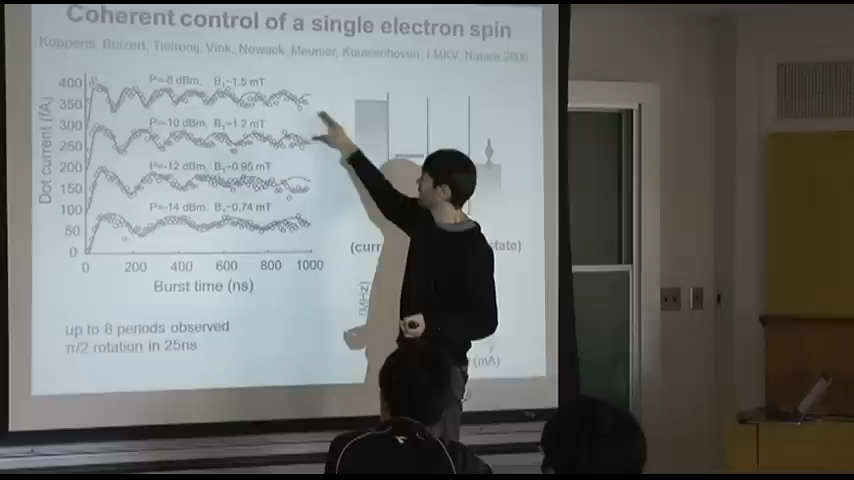 Coherent control of a single electron spin
Koppens, Buizert, Tielrooij, Vink, Nowack, Meunier, Kouwenhoven, LMKV, Nature 2006
P=-8 dBm, B₁=1.5 mT
P=-10 dBm, B₁=1.2 mT
P=-12 dBm, B₁=0.95 mT
P=-14 dBm, B₁=0.74 mT
Dot current (fA)
400
350
300
250
200
150
100
50
0
0 200 400 600 800 1000
Burst time (ns)
(curr
state)
(MHz)
(mA)
up to 8 periods observed
π/2 rotation in 25ns